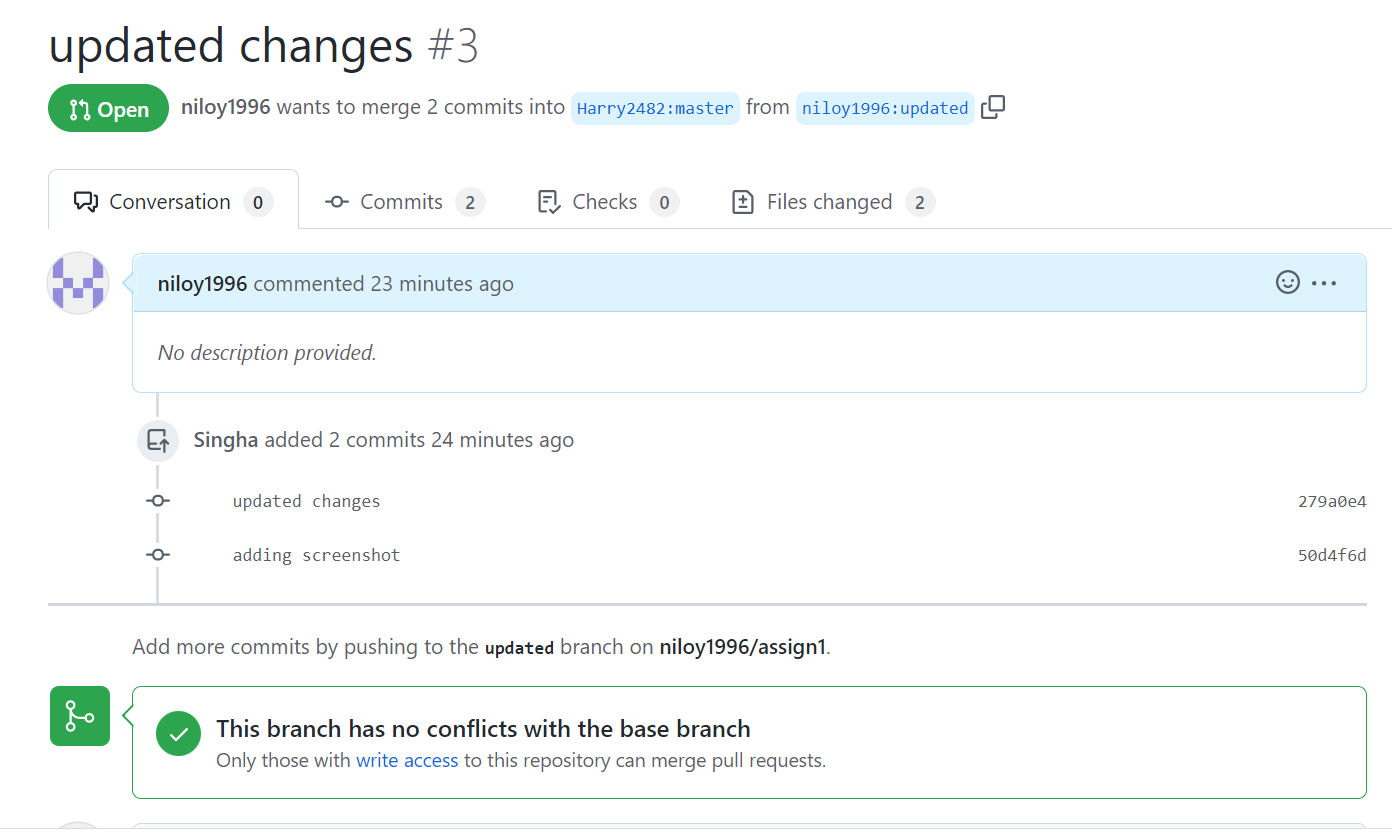 updated changes #3
Open niloy1996 wants to merge 2 commits into Harry2482:master from niloy1996:updated
Conversation 0 Commits 2 Checks 0 Files changed 2
niloy1996 commented 23 minutes ago
No description provided.
Singha added 2 commits 24 minutes ago
updated changes 279a0e4
adding screenshot 50d4f6d
Add more commits by pushing to the updated branch on niloy1996/assign1.
This branch has no conflicts with the base branch
Only those with write access to this repository can merge pull requests.